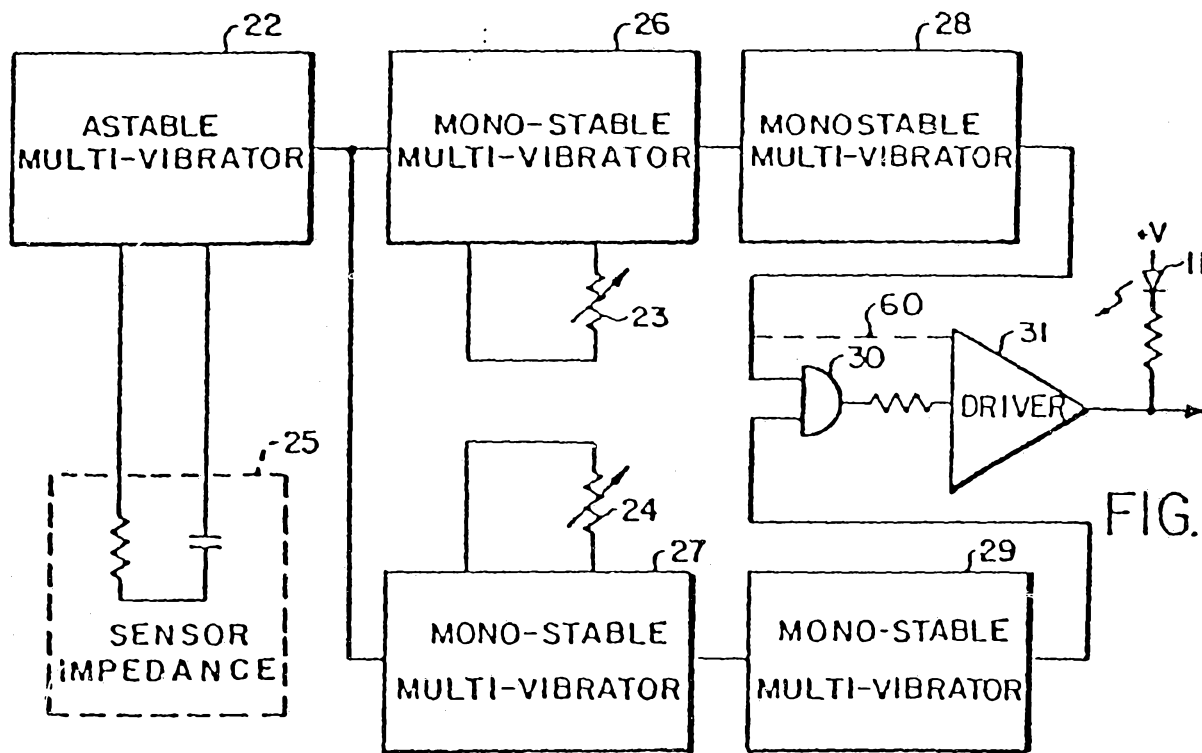 22
26
28
ASTABLE
MULTI-VIBRATOR
MONO-STABLE
MULTI-VIBRATOR
MONOSTABLE
MULTI-VIBRATOR
+V
11
23
60
31
30
DRIVER
25
24
FIG.
27
29
SENSOR
IMPEDANCE
MONO-STABLE
MULTI-VIBRATOR
MONO-STABLE
MULTI-VIBRATOR